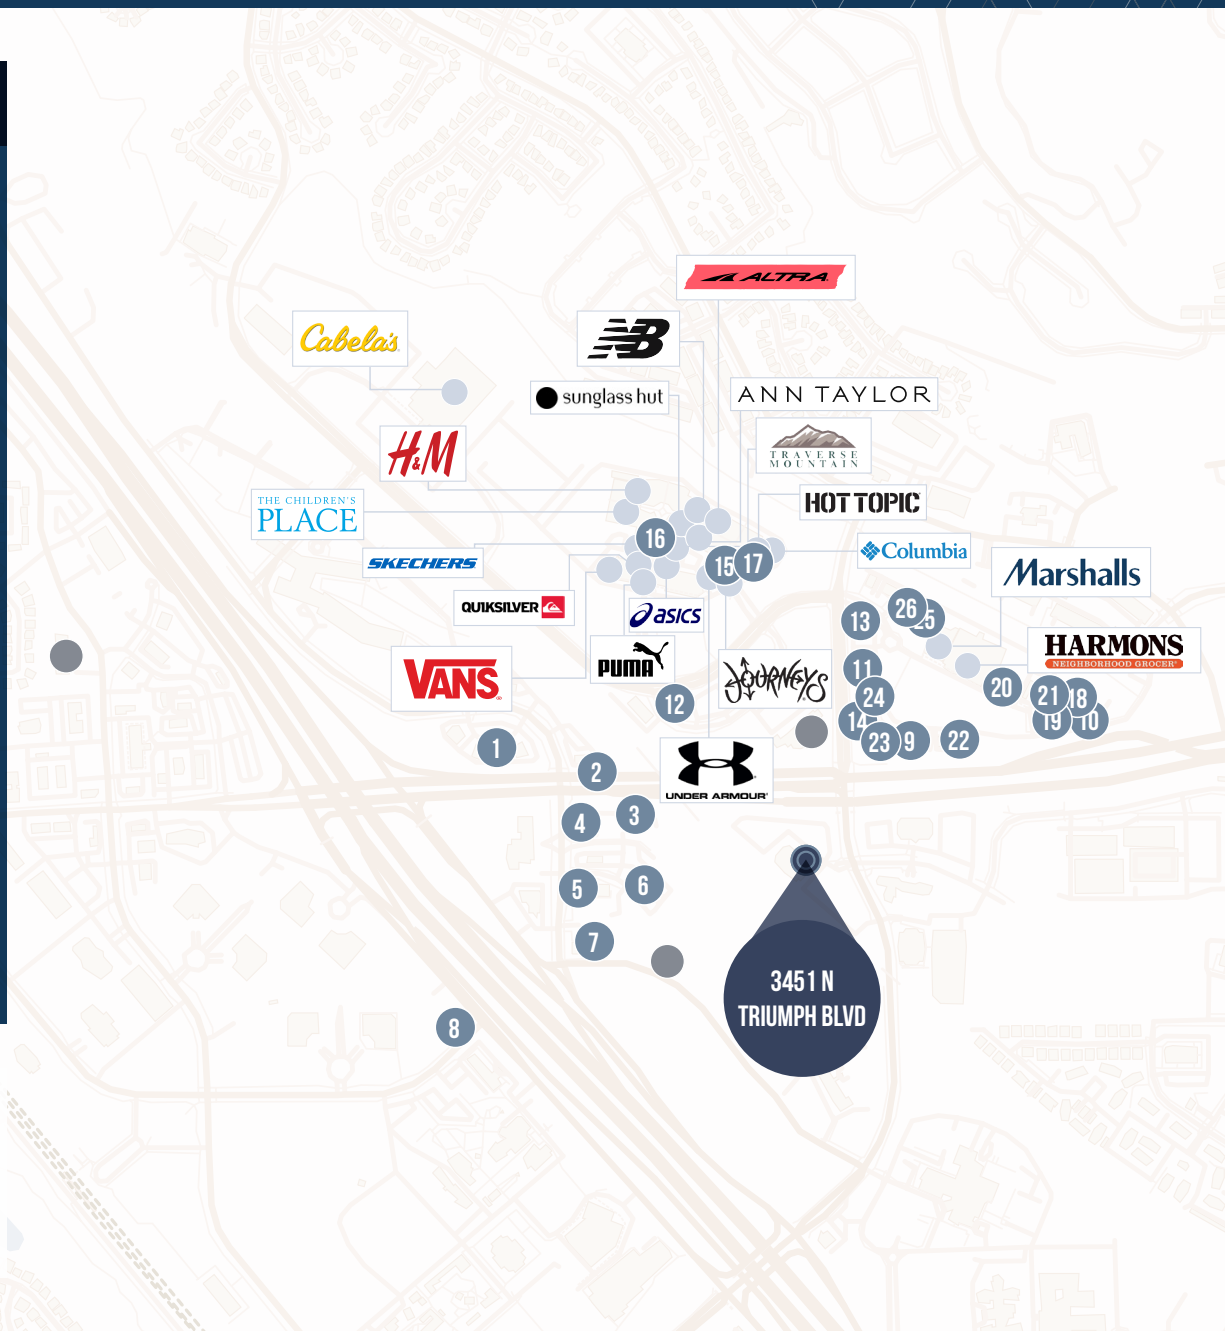 ALTRA
Cabela's
NB
sunglass hut
ANN TAYLOR
TRAVERSE
MOUNTAIN
H&M
THE CHILDREN'S
PLACE
HOT TOPIC
SKECHERS
16
15
17
Columbia
Marshalls
QUIKSILVER
asics
26
25
13
HARMONS
NEIGHBORHOOD GROCER
PUMA
VANS
JOURNEYS
11
24
20
21
18
12
14
19
10
23
9
22
1
2
UNDER ARMOUR
4
3
5
6
7
3451 N
TRIUMPH BLVD
8